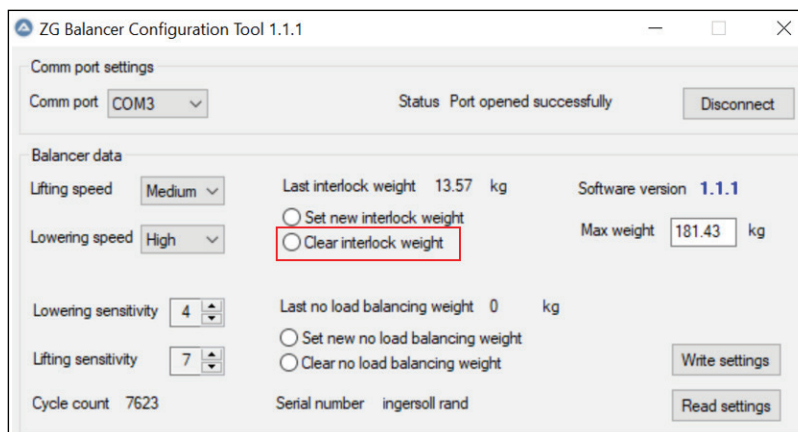 ZG Balancer Configuration Tool 1.1.1
Comm port settings
Comm port COM3 Status Port opened successfully Disconnect
Balancer data
Lifting speed Medium Last interlock weight 13.57 kg Software version 1.1.1
Set new interlock weight
Lowering speed High Clear interlock weight Max weight 181.43 kg
Lowering sensitivity 4 Last no load balancing weight 0 kg
Set new no load balancing weight
Lifting sensitivity 7 Clear no load balancing weight Write settings
Cycle count 7623 Serial number ingersoll rand Read settings